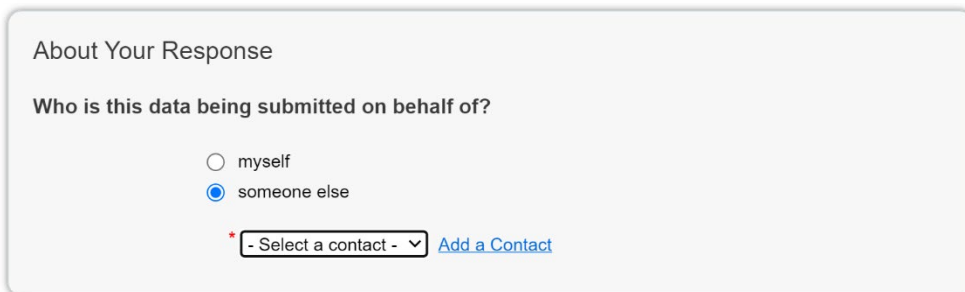 About Your Response
Who is this data being submitted on behalf of?
myself
someone else
* - Select a contact - Add a Contact